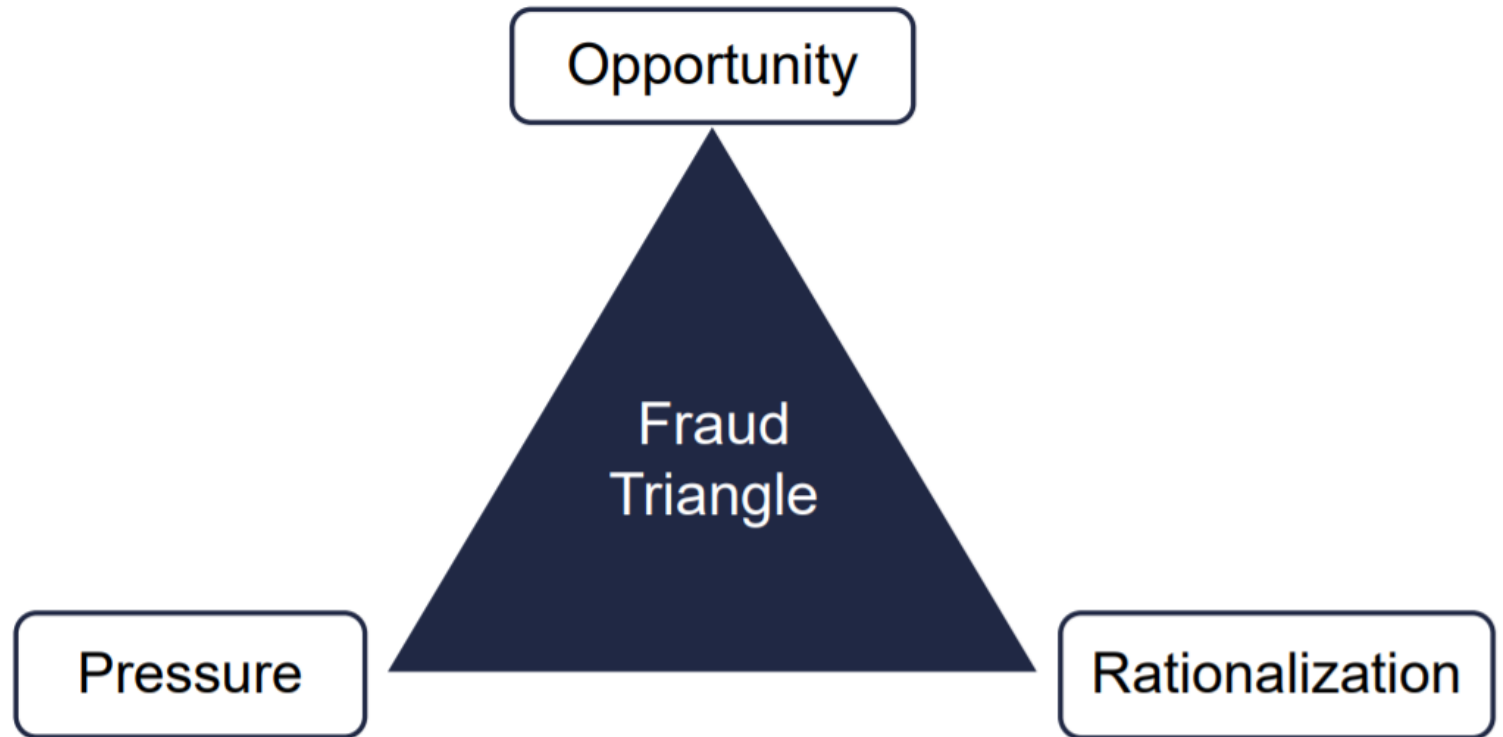 Opportunity
Fraud
Triangle
Pressure
Rationalization